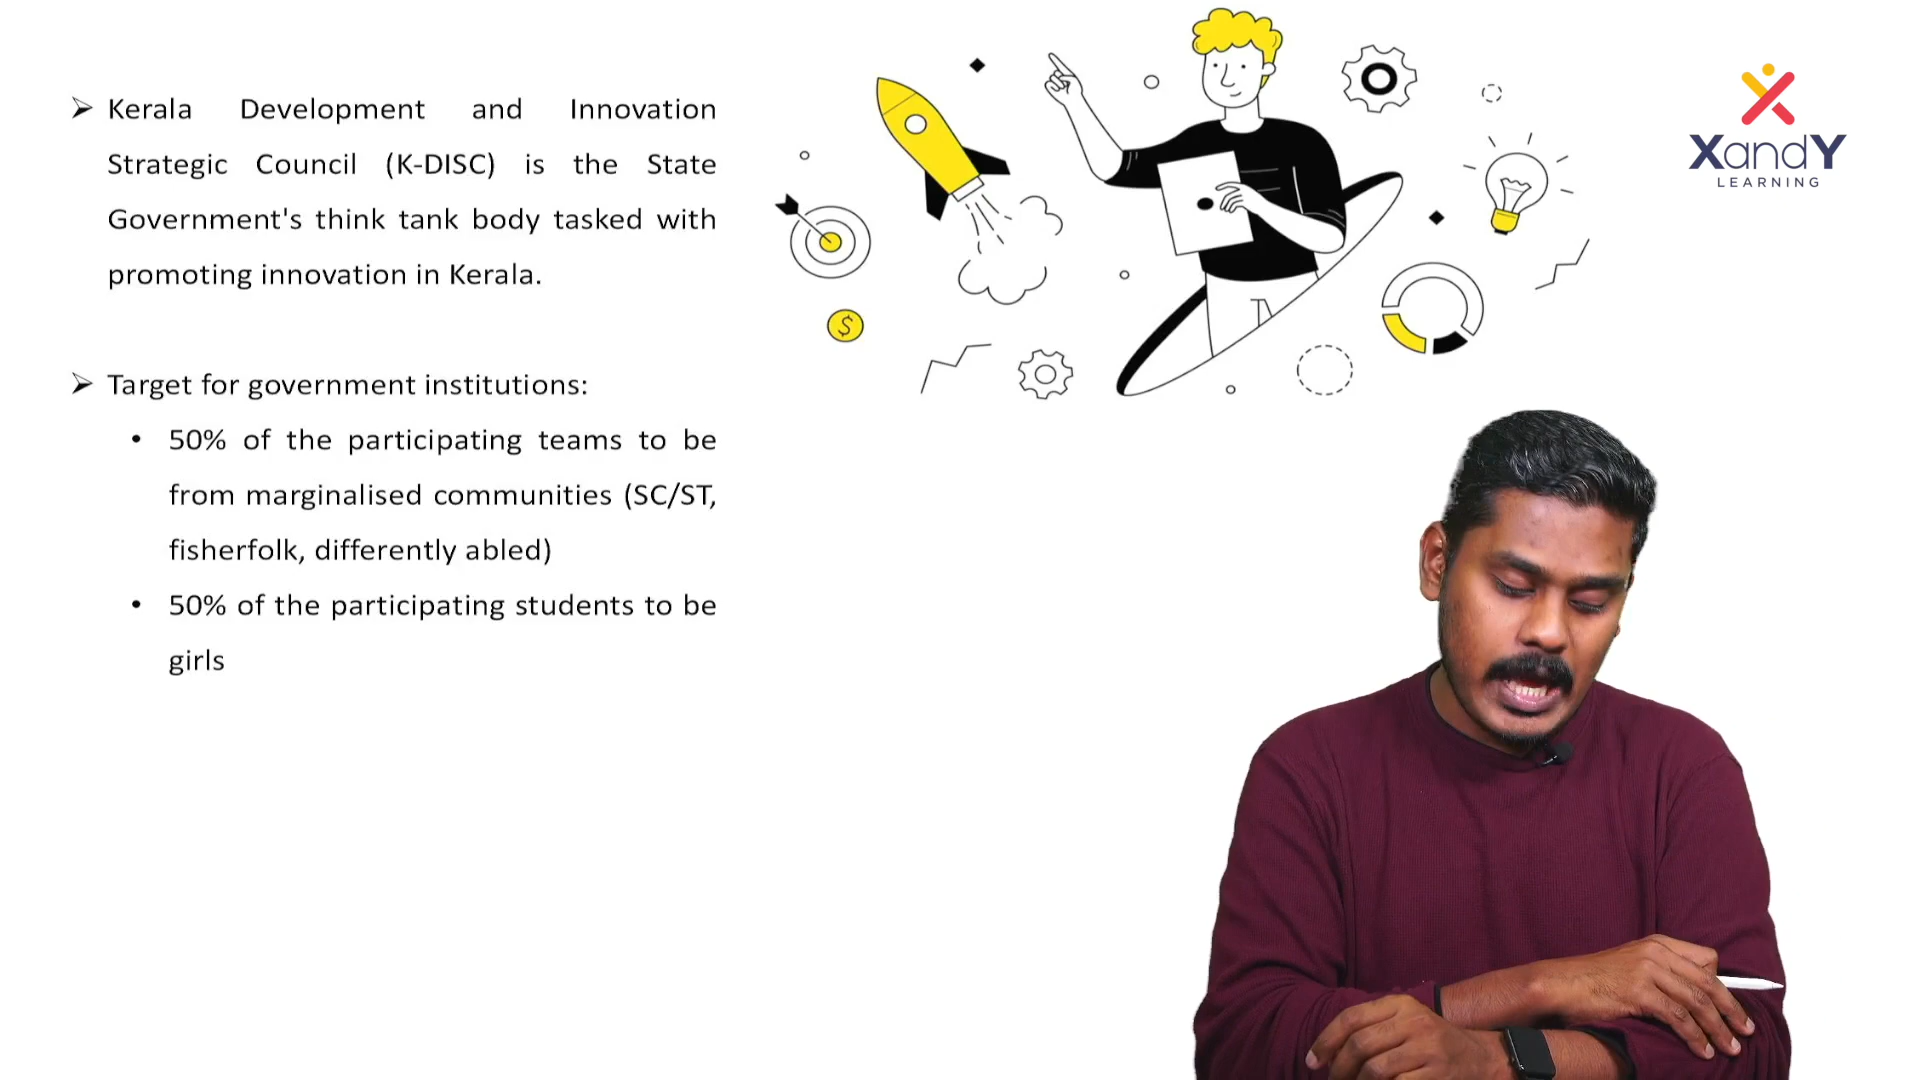 ➢ Kerala Development and Innovation
Strategic Council (K-DISC) is the State
Government's think tank body tasked with
promoting innovation in Kerala.
➢ Target for government institutions:
• 50% of the participating teams to be
from marginalised communities (SC/ST,
fisherfolk, differently abled)
• 50% of the participating students to be
girls
$
XandY
LEARNING